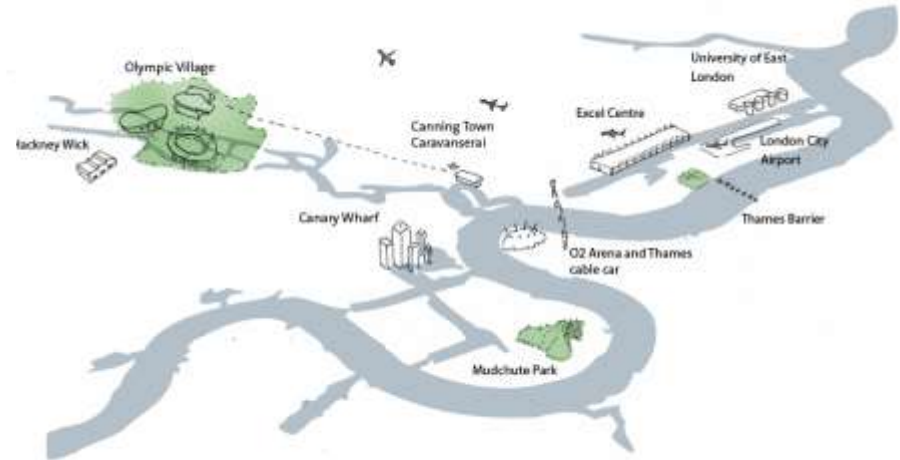 University of East
London
Olympic Village
Excel Centre
Canning Town
Caravanserai
Hackney Wick
London City
Airport
Canary Wharf
Thames Barrier
O2 Arena and Thames
cable car
Mudchute Park